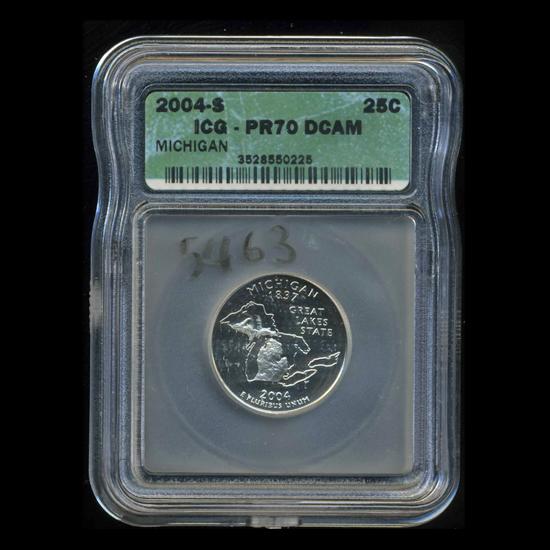 2004-S 25C
ICG - PR70 DCAM
MICHIGAN
3528550225
5463
MICHIGAN
1837
GREAT
LAKES
STATE
2004
E PLURIBUS UNUM